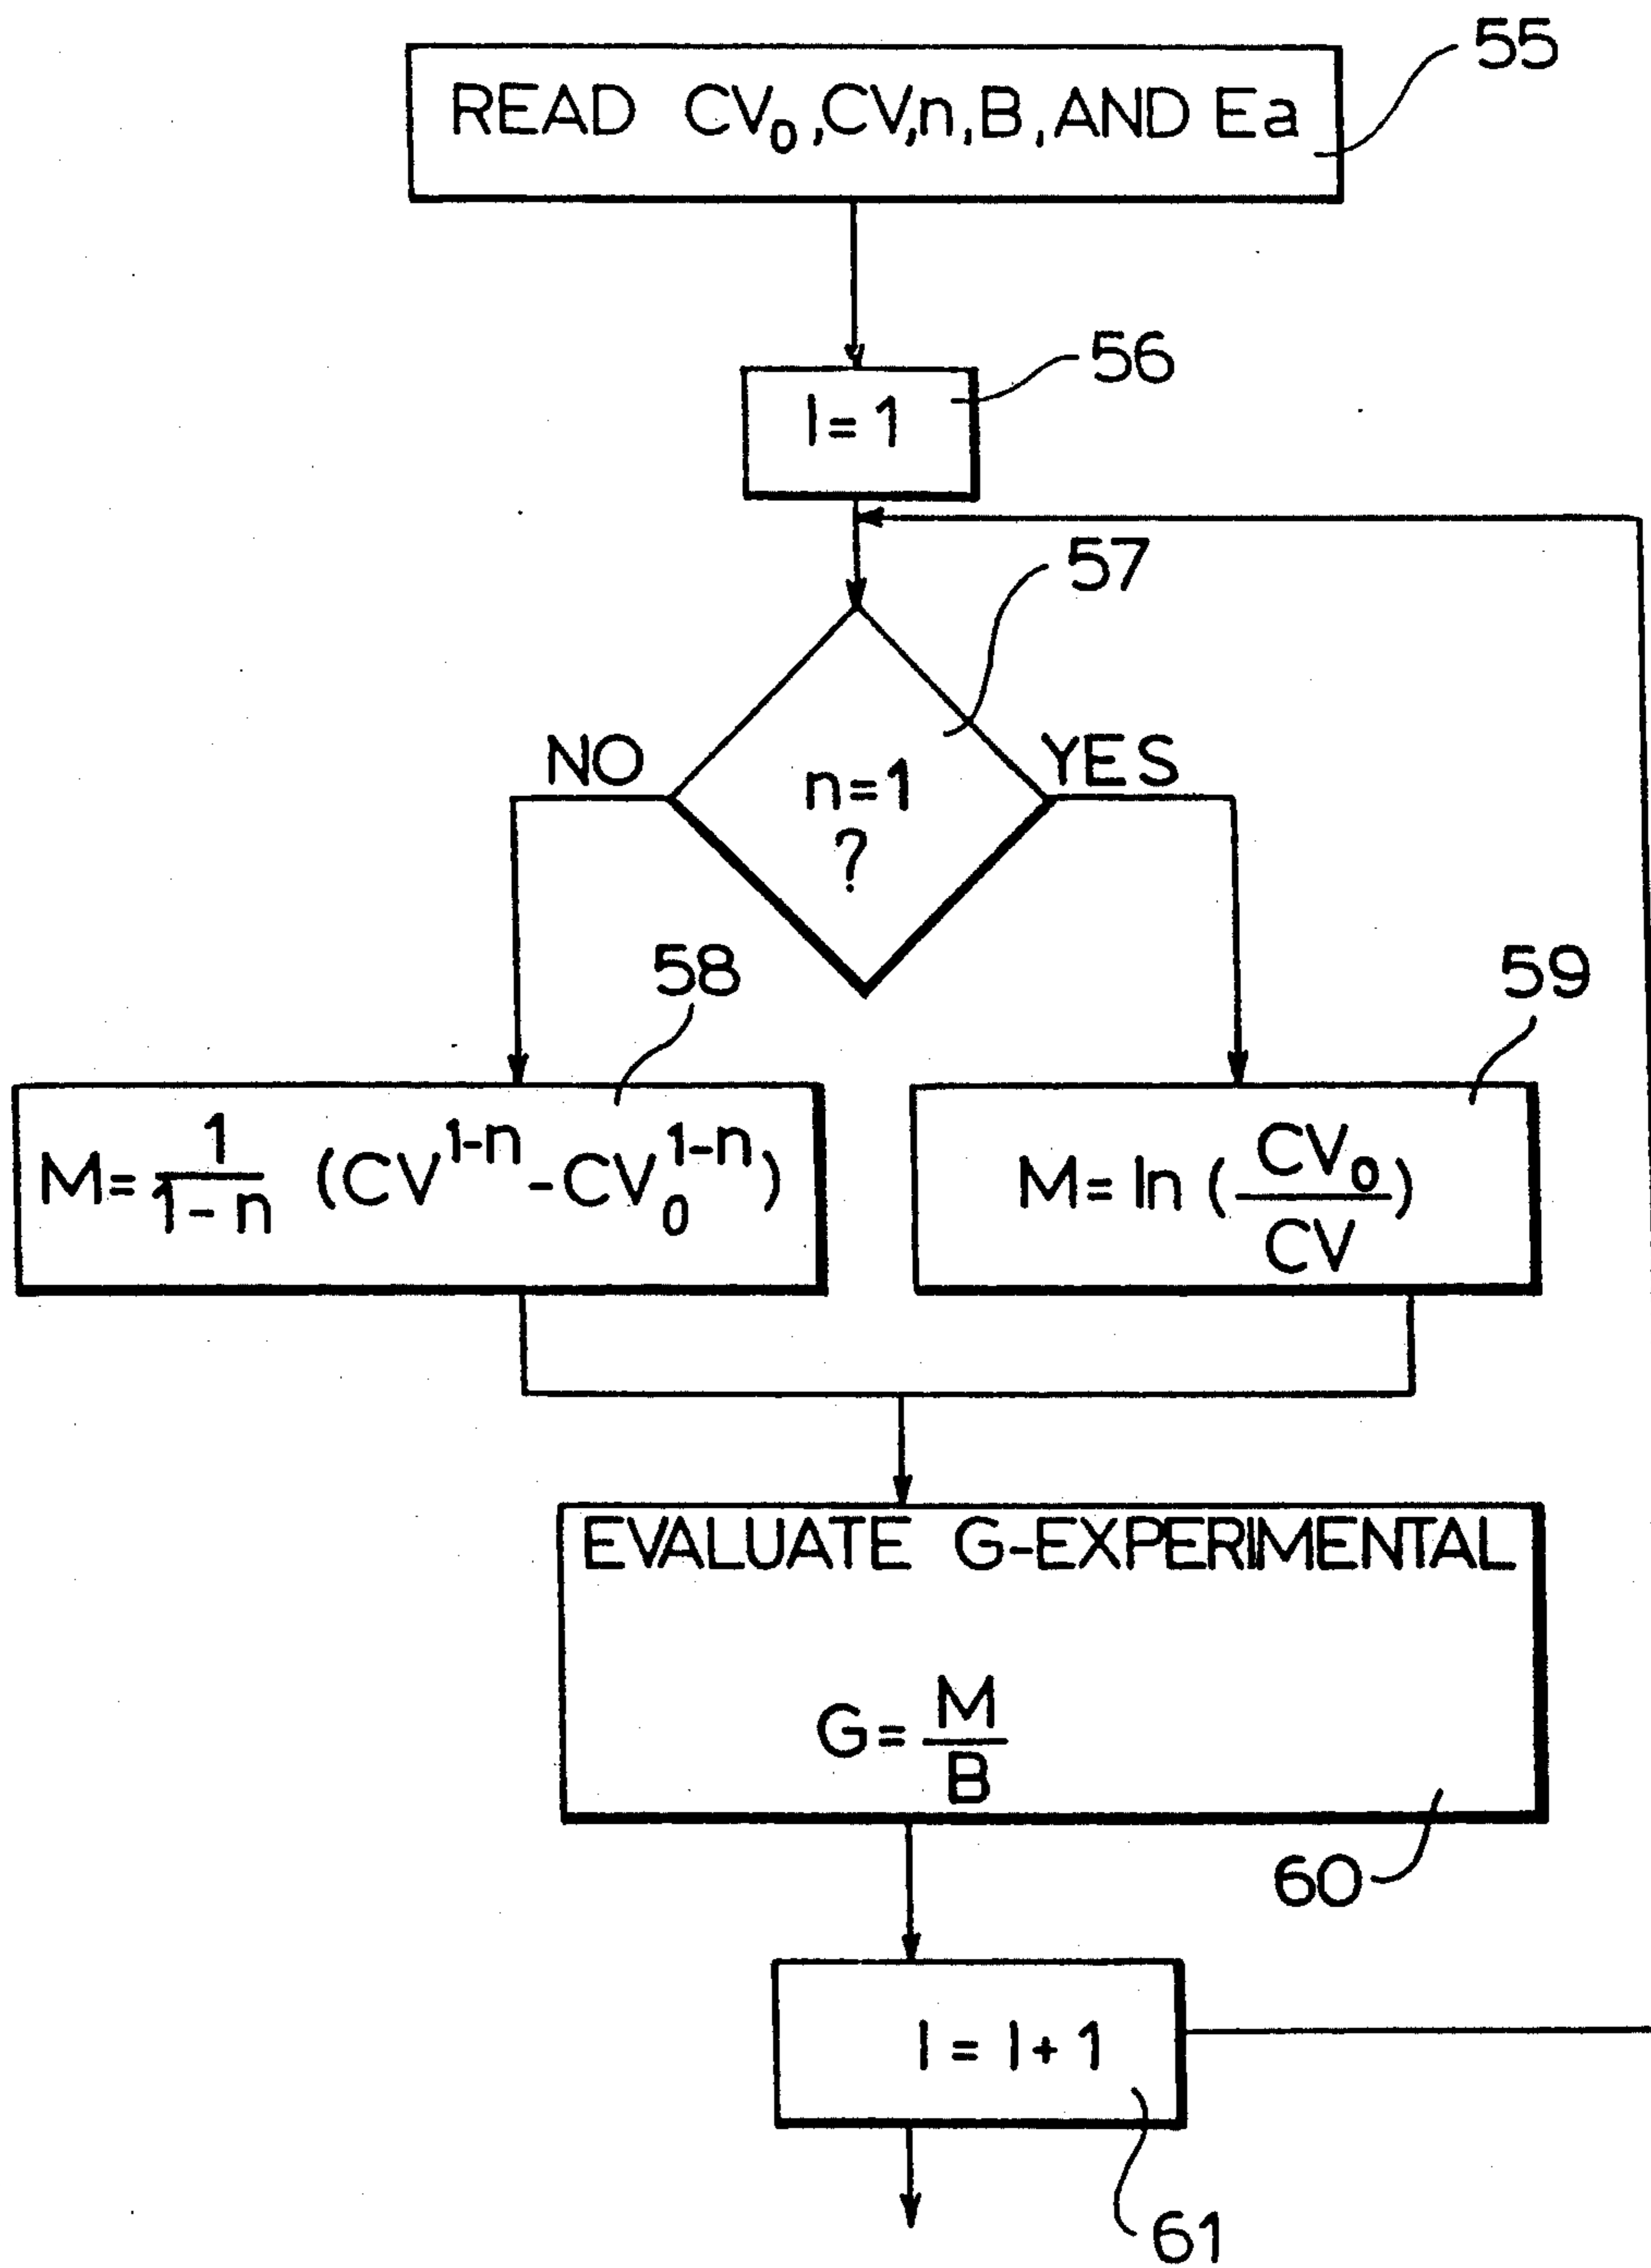 55
READ CV₀,CV,n,B,AND Ea
56
I=1
57
NO
YES
n=1
?
58
59
M=1/(1-n) (CV^1-n - CV₀^1-n)
M=ln (CV₀/CV)
EVALUATE G-EXPERIMENTAL
G=M/B
60
I=I+1
61